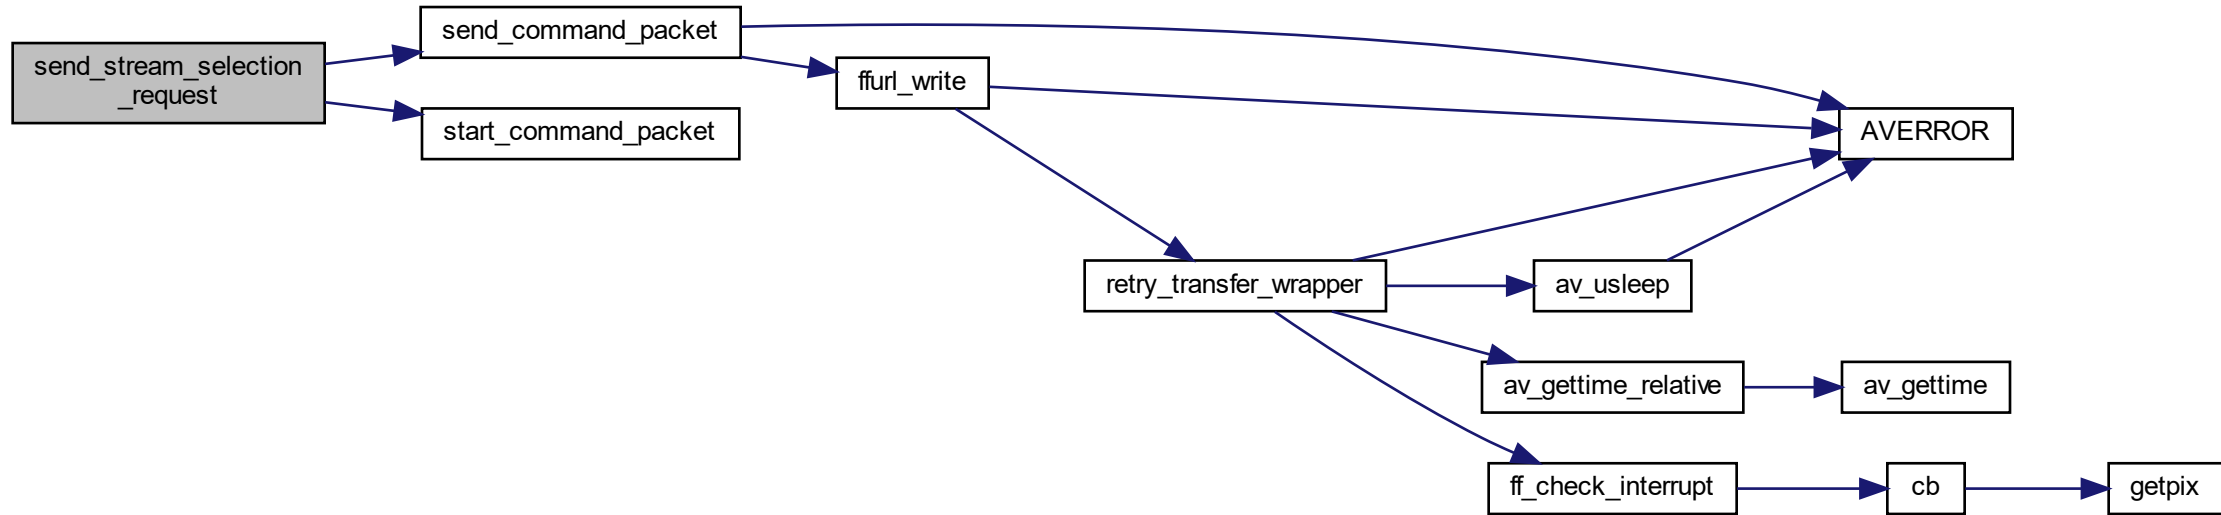 send_stream_selection
_request
send_command_packet
start_command_packet
ffurl_write
AVERROR
retry_transfer_wrapper
av_usleep
av_gettime_relative
av_gettime
ff_check_interrupt
cb
getpix